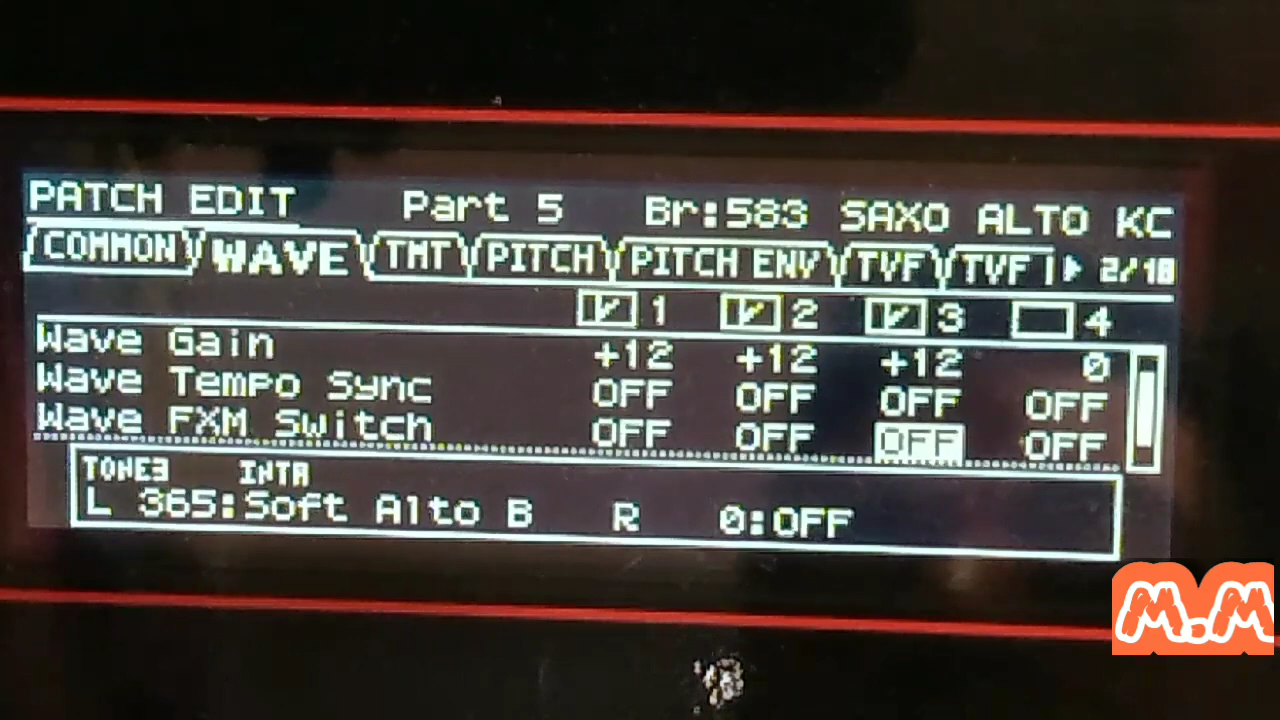 PATCH EDIT Part 5 Br:583 SAXO ALTO KC
COMMON WAVE TMT PITCH PITCH ENV TVF TVF 2/18
1 2 3 4
Wave Gain +12 +12 +12 0
Wave Tempo Sync OFF OFF OFF OFF
Wave FXM Switch OFF OFF OFF OFF
TONE3 INTA
L 365:Soft Alto B R 0:OFF
M.M